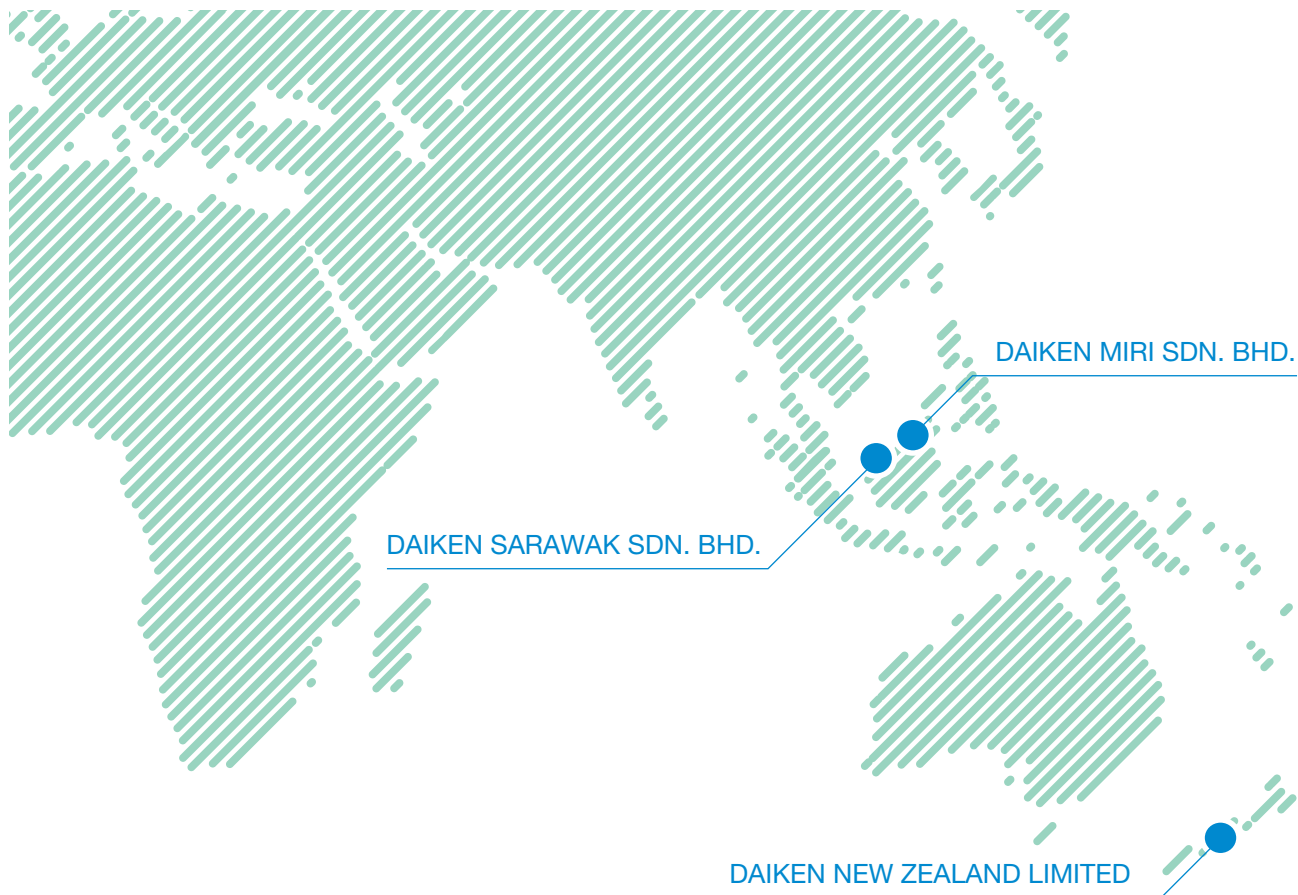 DAIKEN MIRI SDN. BHD.
DAIKEN SARAWAK SDN. BHD.
DAIKEN NEW ZEALAND LIMITED